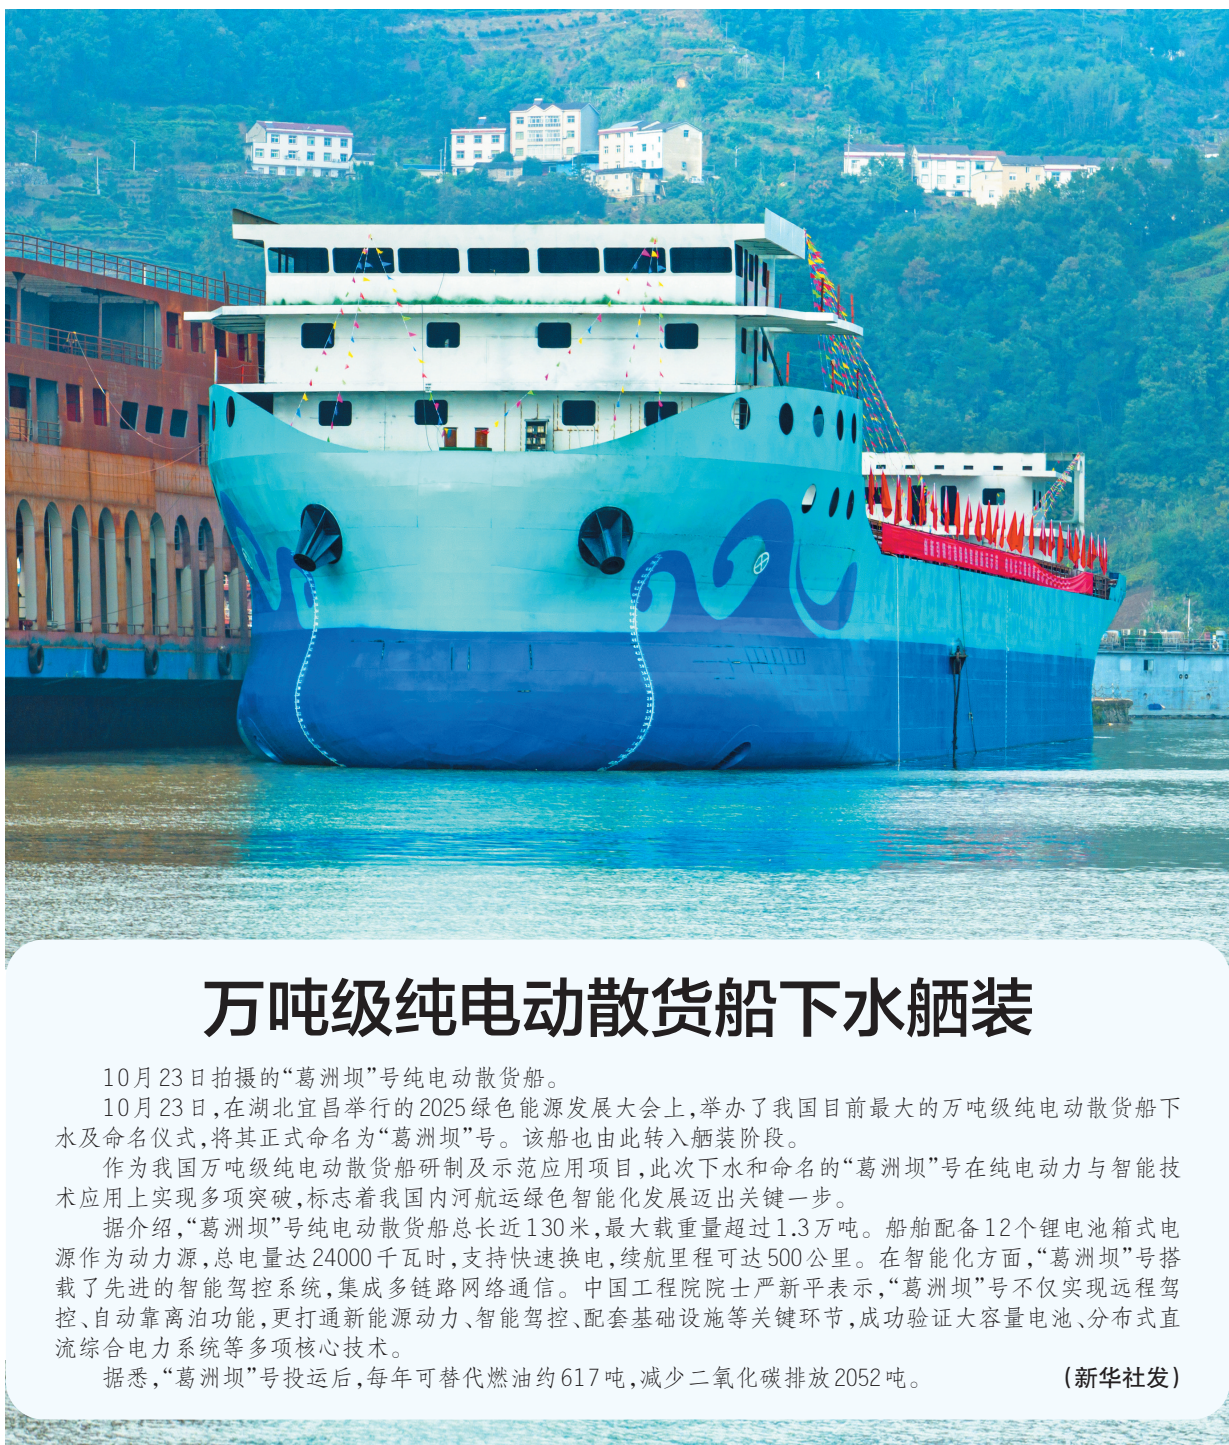 万吨级纯电动散货船下水舾装
10月23日拍摄的“葛洲坝”号纯电动散货船。
10月23日,在湖北宜昌举行的2025绿色能源发展大会上,举办了我国目前最大的万吨级纯电动散货船下
水及命名仪式,将其正式命名为“葛洲坝”号。该船也由此转入舾装阶段。
作为我国万吨级纯电动散货船研制及示范应用项目,此次下水和命名的“葛洲坝”号在纯电动力与智能技
术应用上实现多项突破,标志着我国内河航运绿色智能化发展迈出关键一步。
据介绍,“葛洲坝”号纯电动散货船总长近130米,最大载重量超过1.3万吨。船舶配备12个锂电池箱式电
源作为动力源,总电量达24000千瓦时,支持快速换电,续航里程可达500公里。在智能化方面,“葛洲坝”号搭
载了先进的智能驾控系统,集成多链路网络通信。中国工程院院士严新平表示,“葛洲坝”号不仅实现远程驾
控、自动靠离泊功能,更打通新能源动力、智能驾控、配套基础设施等关键环节,成功验证大容量电池、分布式直
流综合电力系统等多项核心技术。
据悉,“葛洲坝”号投运后,每年可替代燃油约617吨,减少二氧化碳排放2052吨。 (新华社发)